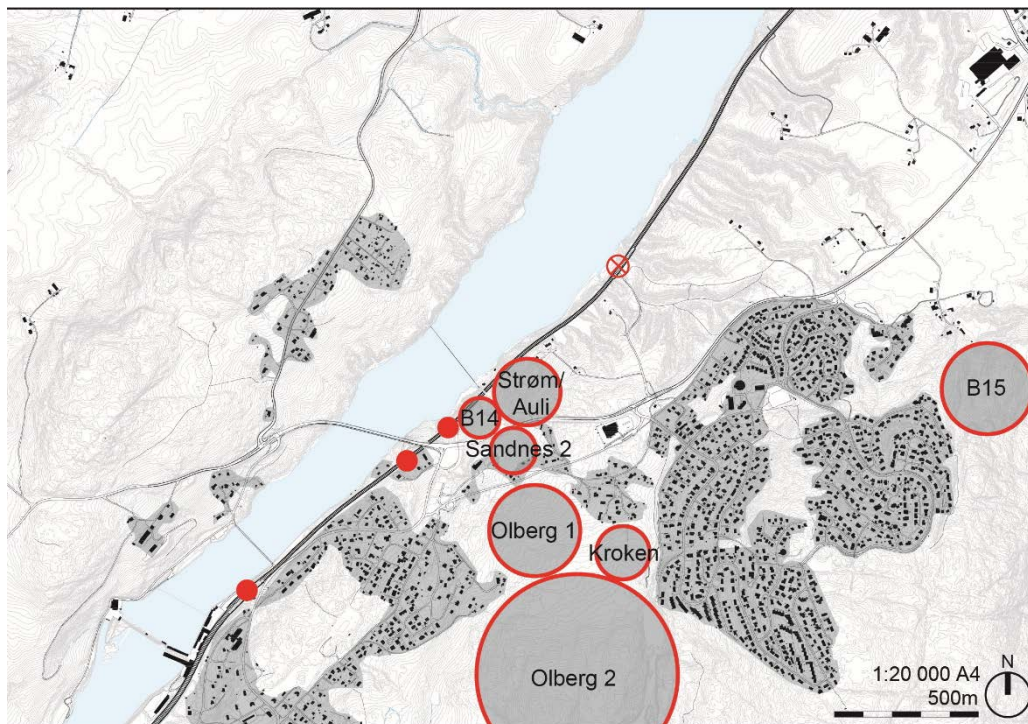 Strøm/
Auli
B14
B15
Sandnes 2
Olberg 1
Kroken
Olberg 2
1:20 000 A4
500m
N